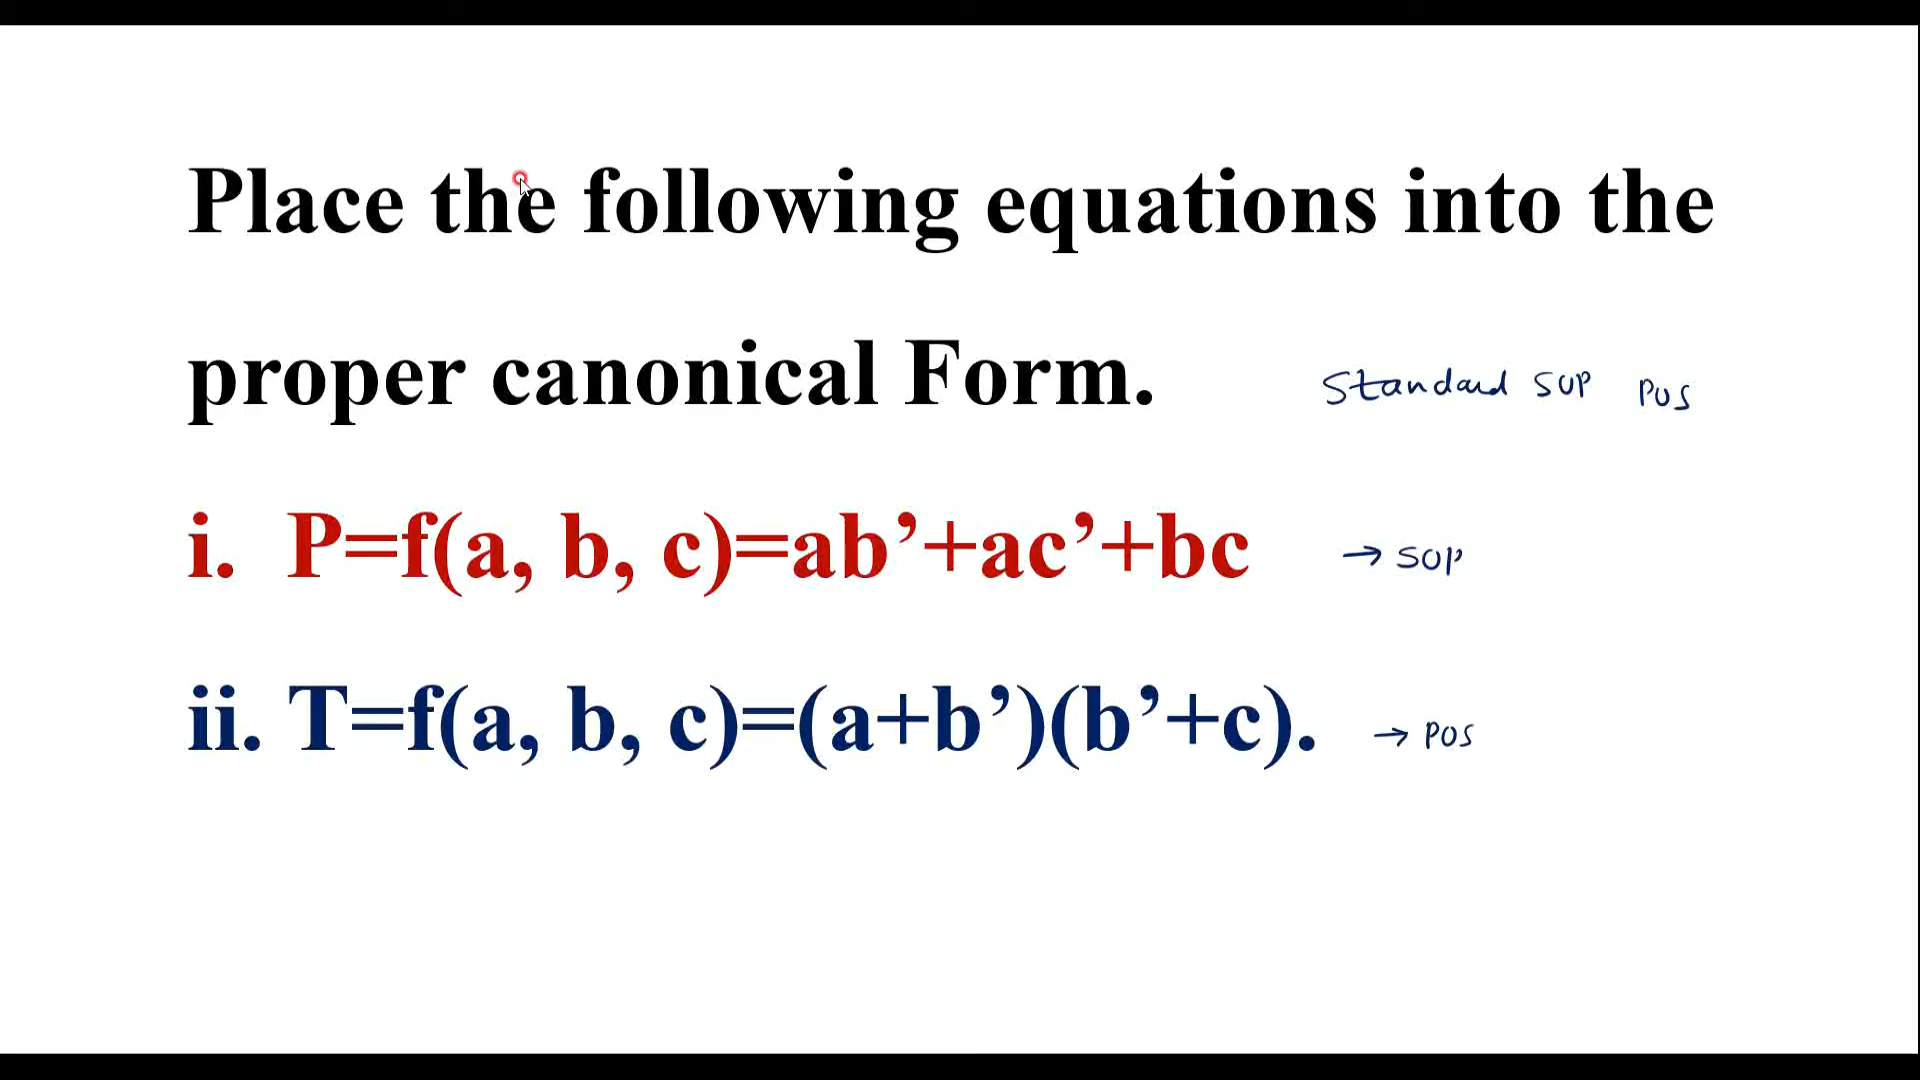 Place the following equations into the
proper canonical Form. Standard SOP POS
i. P=f(a, b, c)=ab’+ac’+bc → SOP
ii. T=f(a, b, c)=(a+b’)(b’+c). → POS